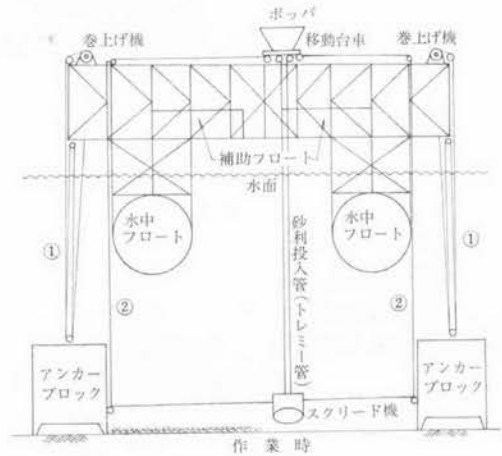 ホッパ
巻上げ機
移動台車
巻上げ機
補助フロート
水面
水中
フロート
水中
フロート
砂利投入管(トレミー管)
①
①
②
②
アンカー
ブロック
アンカー
ブロック
スクリード機
作業時